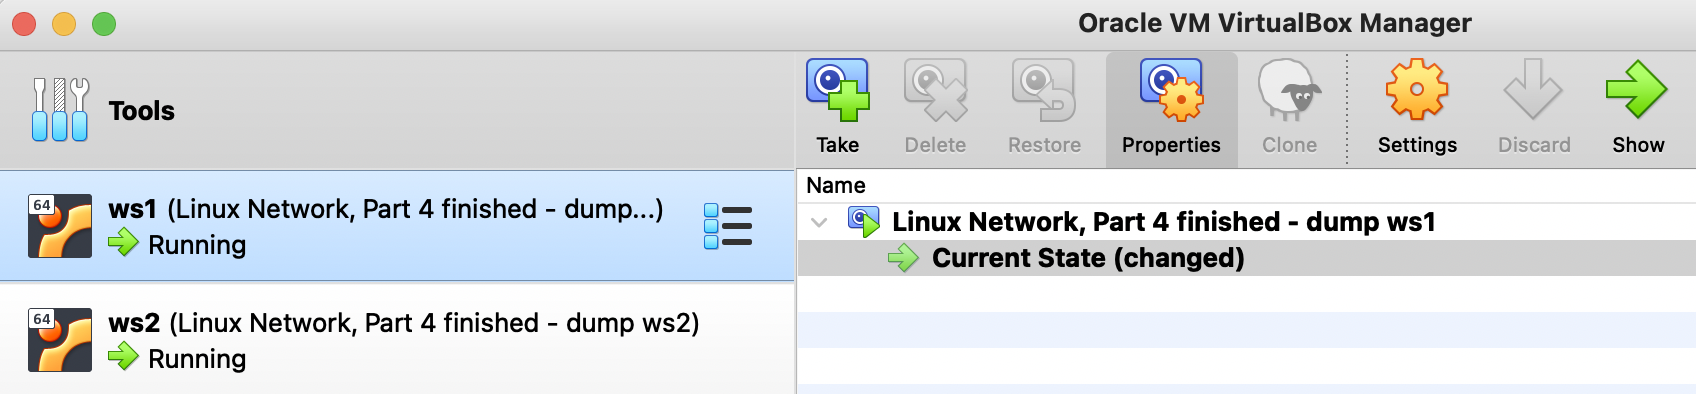 Oracle VM VirtualBox Manager
Tools
Take
Delete
Restore
Properties
Clone
Settings
Discard
Show
64
ws1 (Linux Network, Part 4 finished - dump...)
Running
64
ws2 (Linux Network, Part 4 finished - dump ws2)
Running
Name
Linux Network, Part 4 finished - dump ws1
Current State (changed)